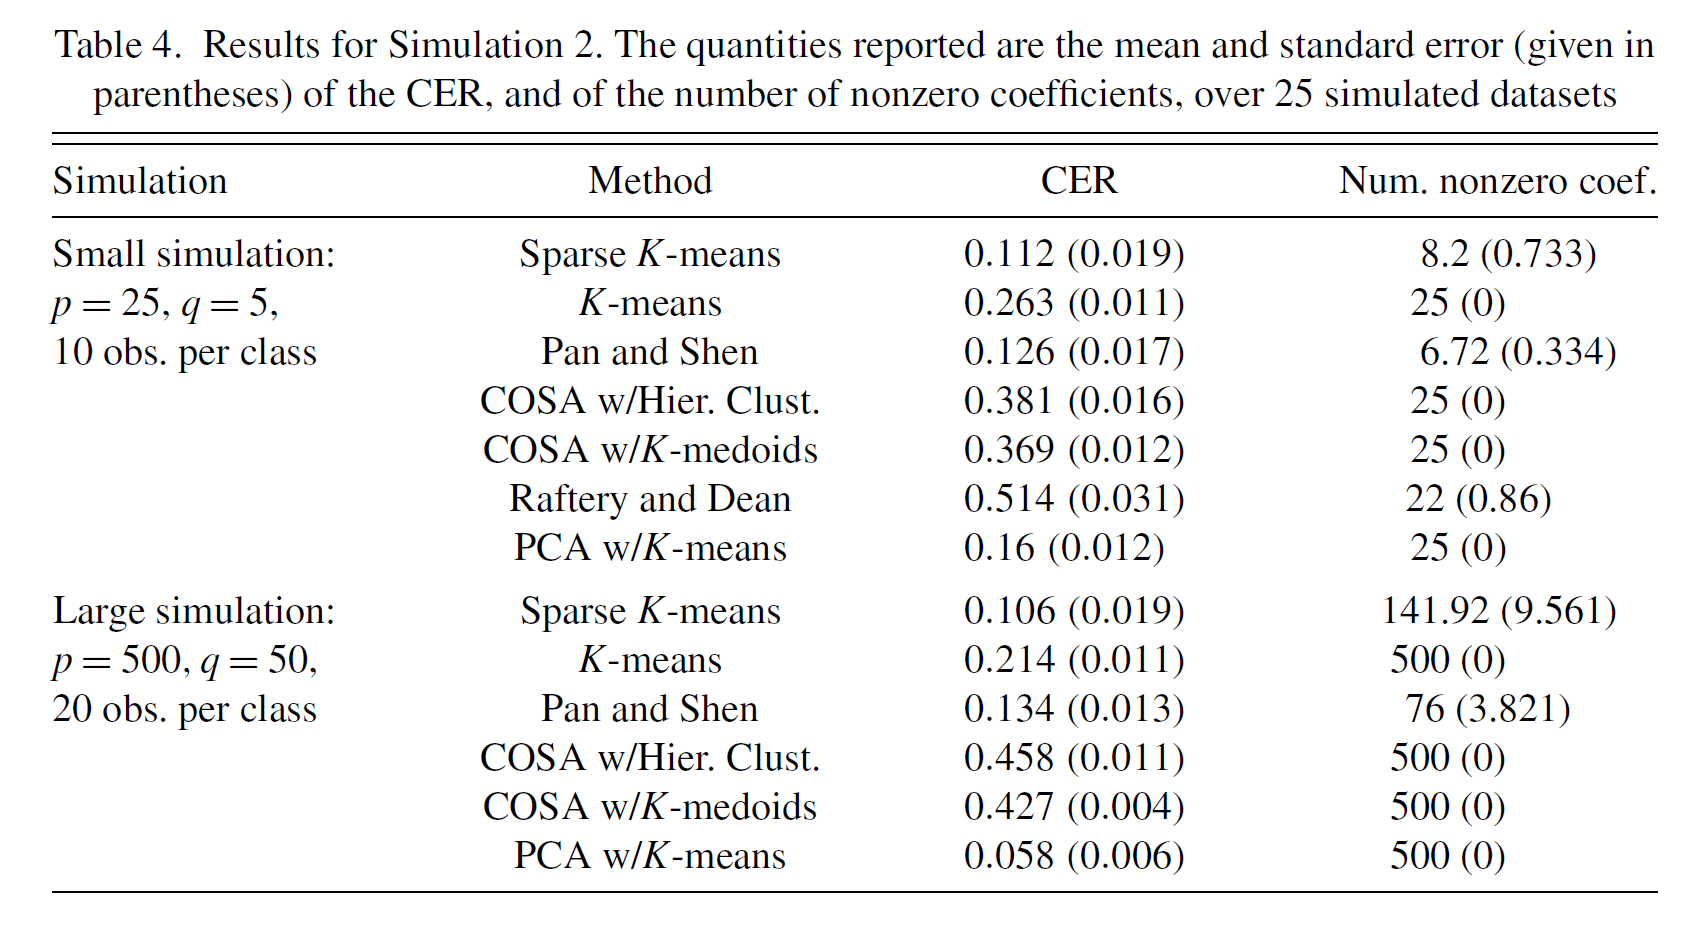 Table 4. Results for Simulation 2. The quantities reported are the mean and standard error (given in
parentheses) of the CER, and of the number of nonzero coefficients, over 25 simulated datasets
Simulation Method CER Num. nonzero coef.
Small simulation: Sparse K-means 0.112 (0.019) 8.2 (0.733)
p = 25, q = 5, K-means 0.263 (0.011) 25 (0)
10 obs. per class Pan and Shen 0.126 (0.017) 6.72 (0.334)
COSA w/Hier. Clust. 0.381 (0.016) 25 (0)
COSA w/K-medoids 0.369 (0.012) 25 (0)
Raftery and Dean 0.514 (0.031) 22 (0.86)
PCA w/K-means 0.16 (0.012) 25 (0)
Large simulation: Sparse K-means 0.106 (0.019) 141.92 (9.561)
p = 500, q = 50, K-means 0.214 (0.011) 500 (0)
20 obs. per class Pan and Shen 0.134 (0.013) 76 (3.821)
COSA w/Hier. Clust. 0.458 (0.011) 500 (0)
COSA w/K-medoids 0.427 (0.004) 500 (0)
PCA w/K-means 0.058 (0.006) 500 (0)